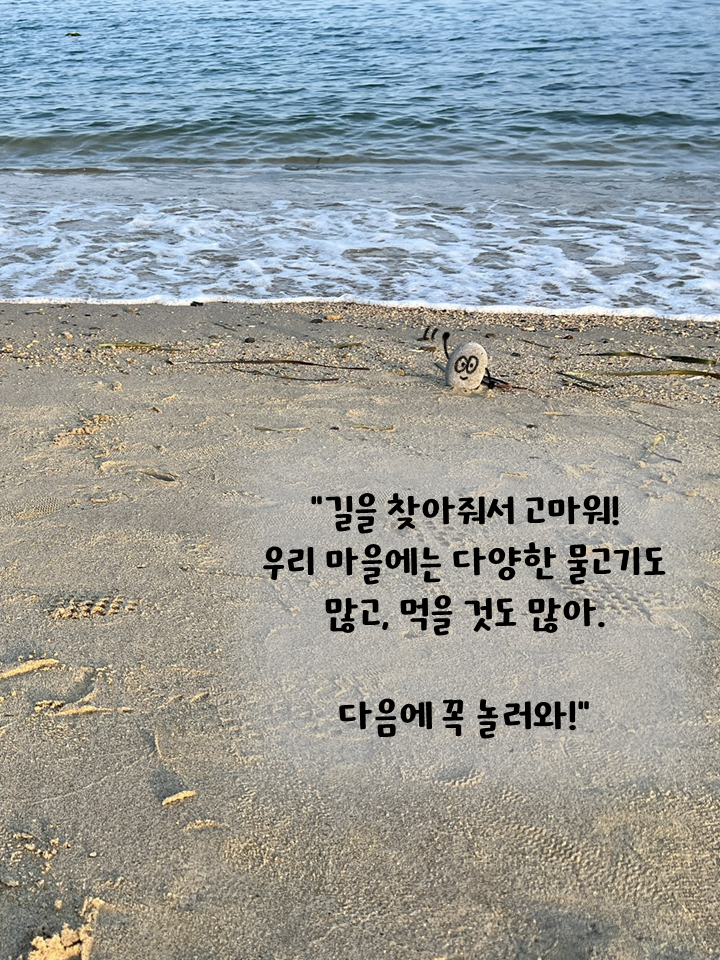 "길을 찾아줘서 고마워!
우리 마을에는 다양한 물고기도
많고, 먹을 것도 많아.
다음에 꼭 놀러와!"